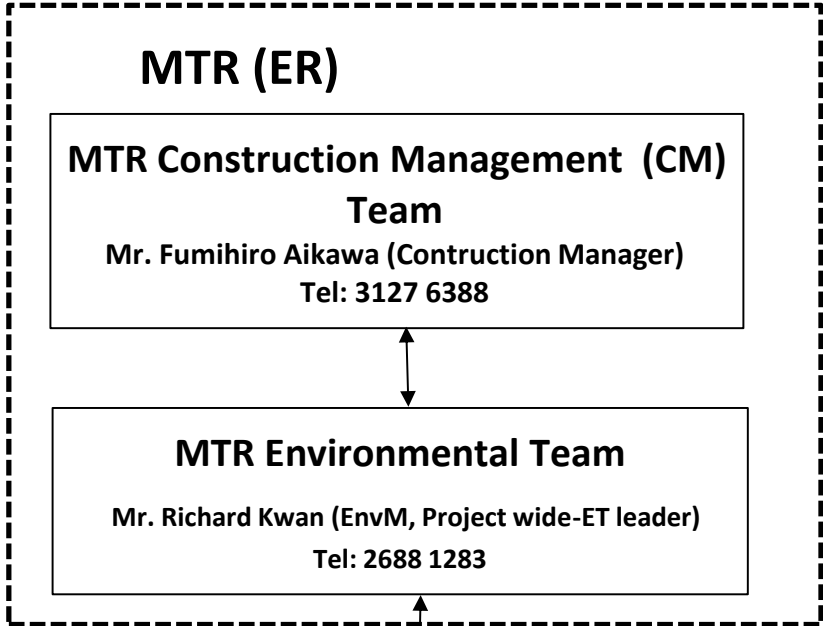 MTR (ER)
MTR Construction Management (CM)
Team
Mr. Fumihiro Aikawa (Contruction Manager)
Tel: 3127 6388
MTR Environmental Team
Mr. Richard Kwan (EnvM, Project wide-ET leader)
Tel: 2688 1283